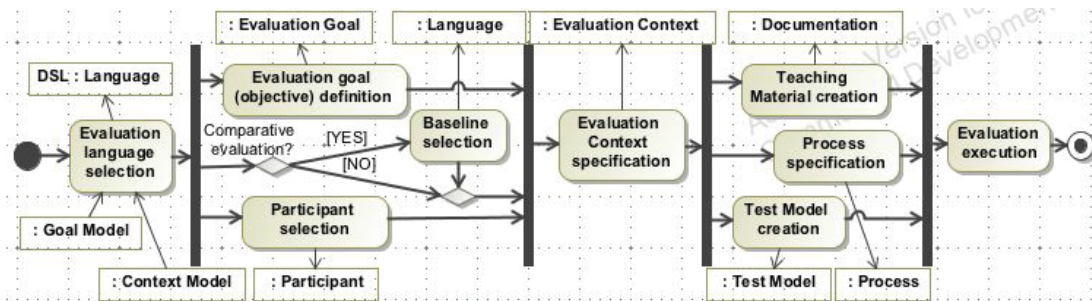 : Evaluation Goal
: Language
: Evaluation Context
: Documentation
DSL : Language
Evaluation
language
selection
: Goal Model
: Context Model
Evaluation goal
(objective) definition
Comparative
evaluation?
[YES]
[NO]
Baseline
selection
Participant
selection
: Participant
Evaluation
Context
specification
Teaching
Material creation
Process
specification
Test Model
creation
: Test Model
: Process
Evaluation
execution
Version
Development